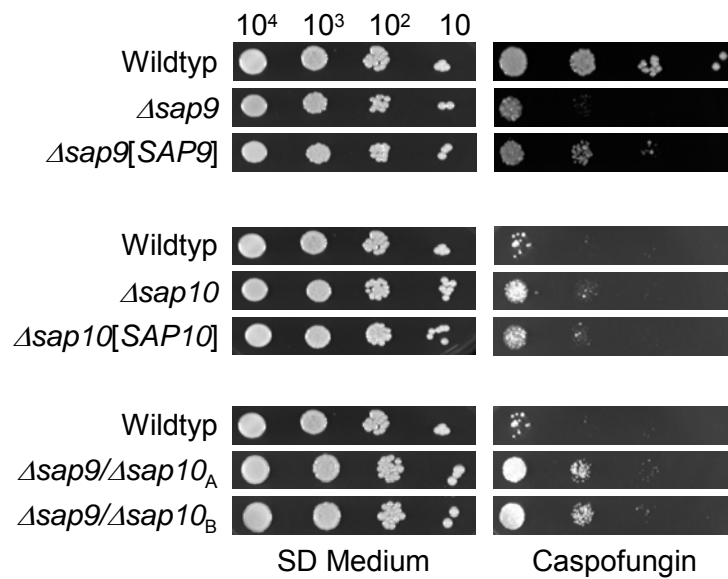 10⁴ 10³ 10² 10
Wildtyp
Δsap9
Δsap9[SAP9]
Wildtyp
Δsap10
Δsap10[SAP10]
Wildtyp
Δsap9/Δsap10A
Δsap9/Δsap10B
SD Medium Caspofungin